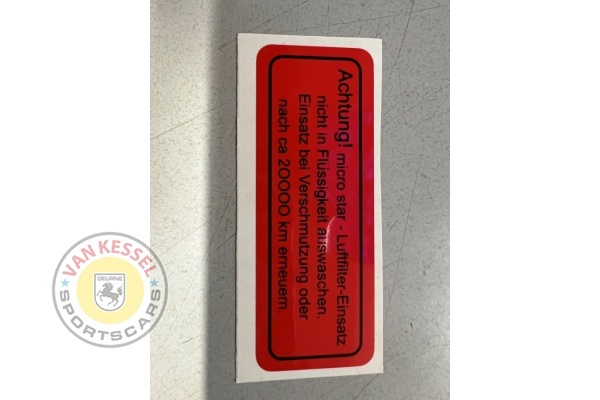 Achtung! micro star - Luftfilter-Einsatz
nicht in Flüssigkeit auswaschen.
Einsatz bei Verschmutzung oder
nach ca 20000 km erneuern.
VAN KESSEL
DEURNE
SPORTSCARS